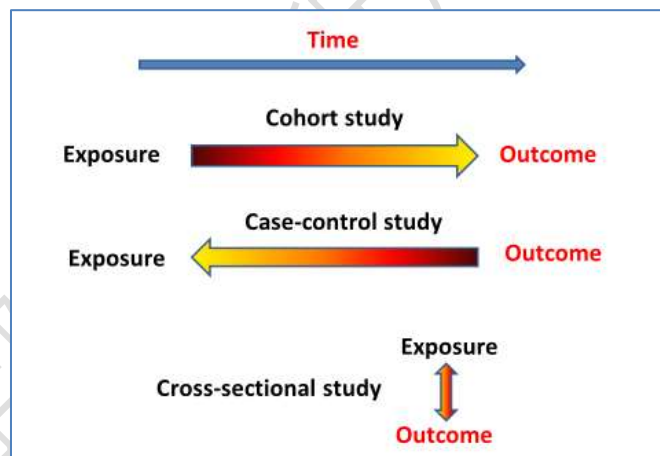 Time
Cohort study
Exposure
Outcome
Case-control study
Exposure
Outcome
Exposure
Cross-sectional study
Outcome